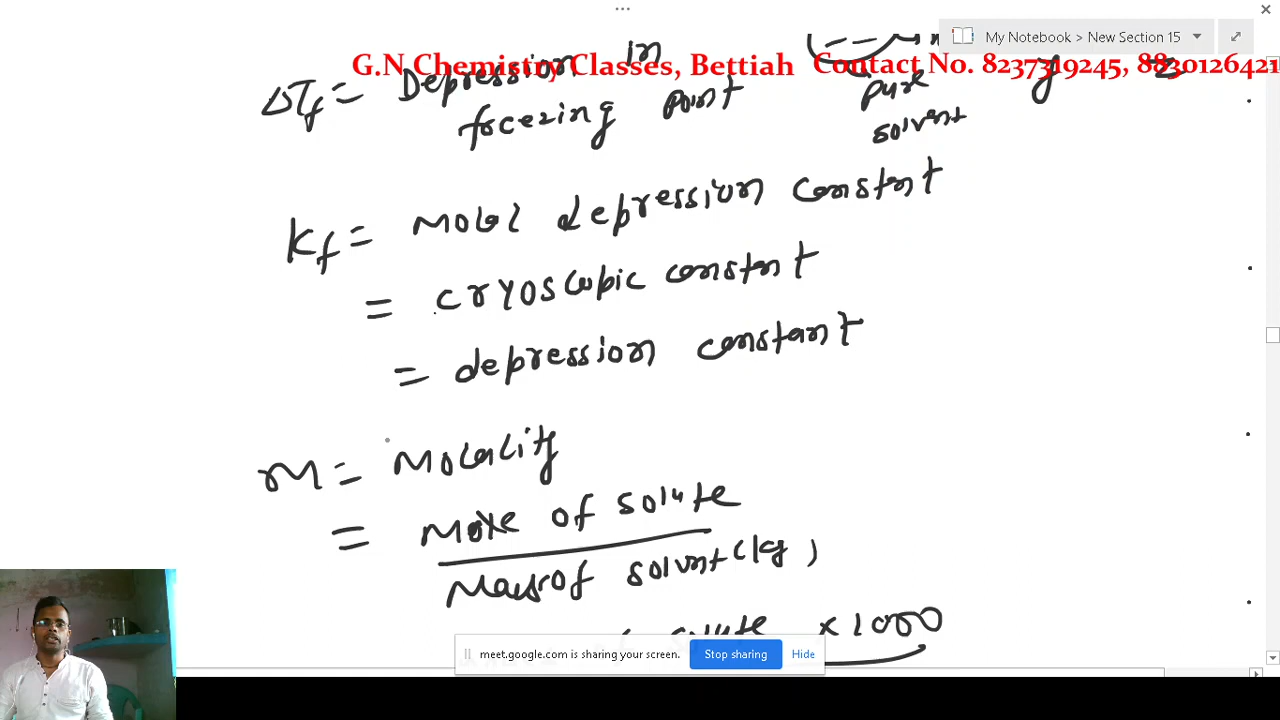 My Notebook > New Section 15
G.N Chemistry Classes, Bettiah Contact No. 8237319245, 8830126421
ΔTf = Depression in
freezing point
pure
solvent
Kf = Molal depression constant
= cryoscopic constant
= depression constant
m = Molality
= Mole of solute
Mass of solvent (kg)
solute × 1000
meet.google.com is sharing your screen. Stop sharing Hide